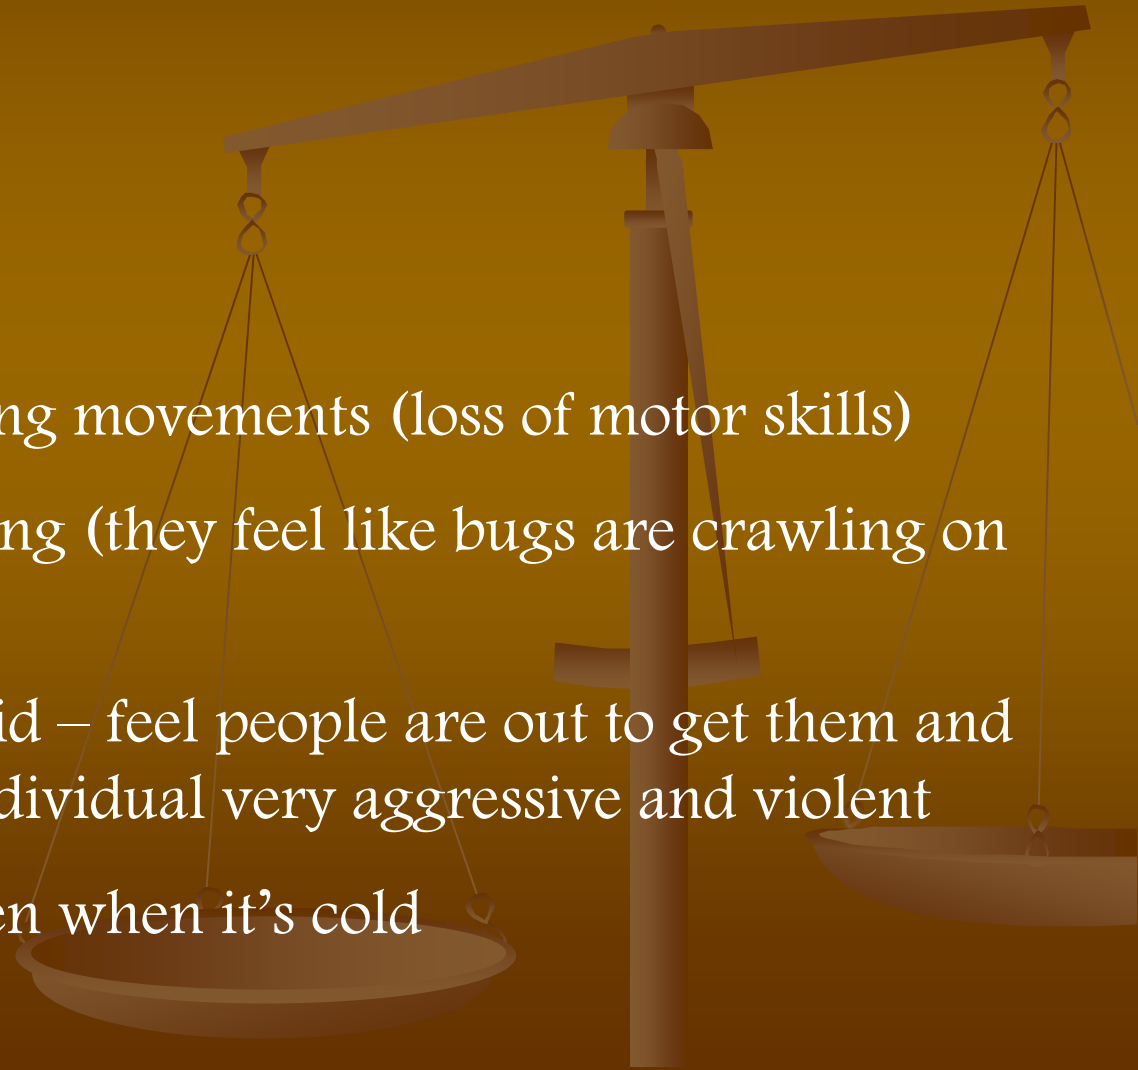 ng movements (loss of motor skills)
ng (they feel like bugs are crawling on
id – feel people are out to get them and
dividual very aggressive and violent
en when it’s cold